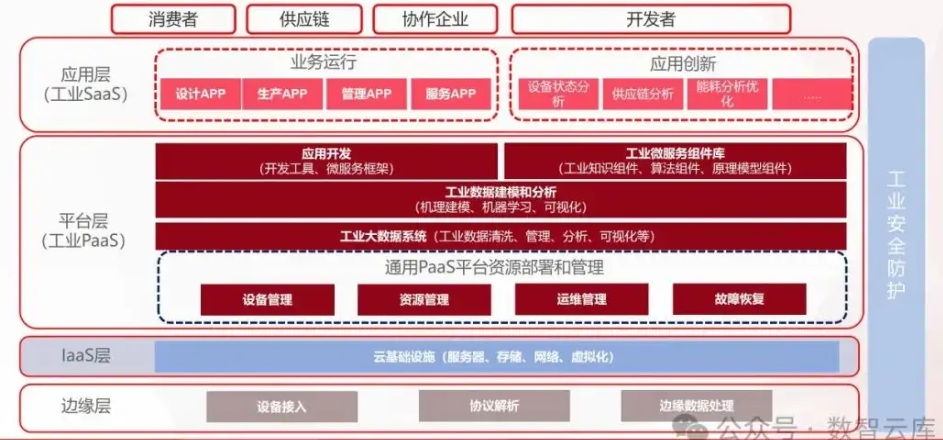 消费者
供应链
协作企业
开发者
应用层
(工业SaaS)
业务运行
设计APP
生产APP
管理APP
服务APP
应用创新
设备状态分
析
供应链分析
能耗分析优
化
......
平台层
(工业PaaS)
应用开发
(开发工具、微服务框架)
工业微服务组件库
(工业知识组件、算法组件、原理模型组件)
工业数据建模和分析
(机理建模、机器学习、可视化)
工业大数据系统(工业数据清洗、管理、分析、可视化等)
通用PaaS平台资源部署和管理
设备管理
资源管理
运维管理
故障恢复
IaaS层
云基础设施(服务器、存储、网络、虚拟化)
边缘层
设备接入
协议解析
边缘数据处理
工业安全防护
公众号·数智云库